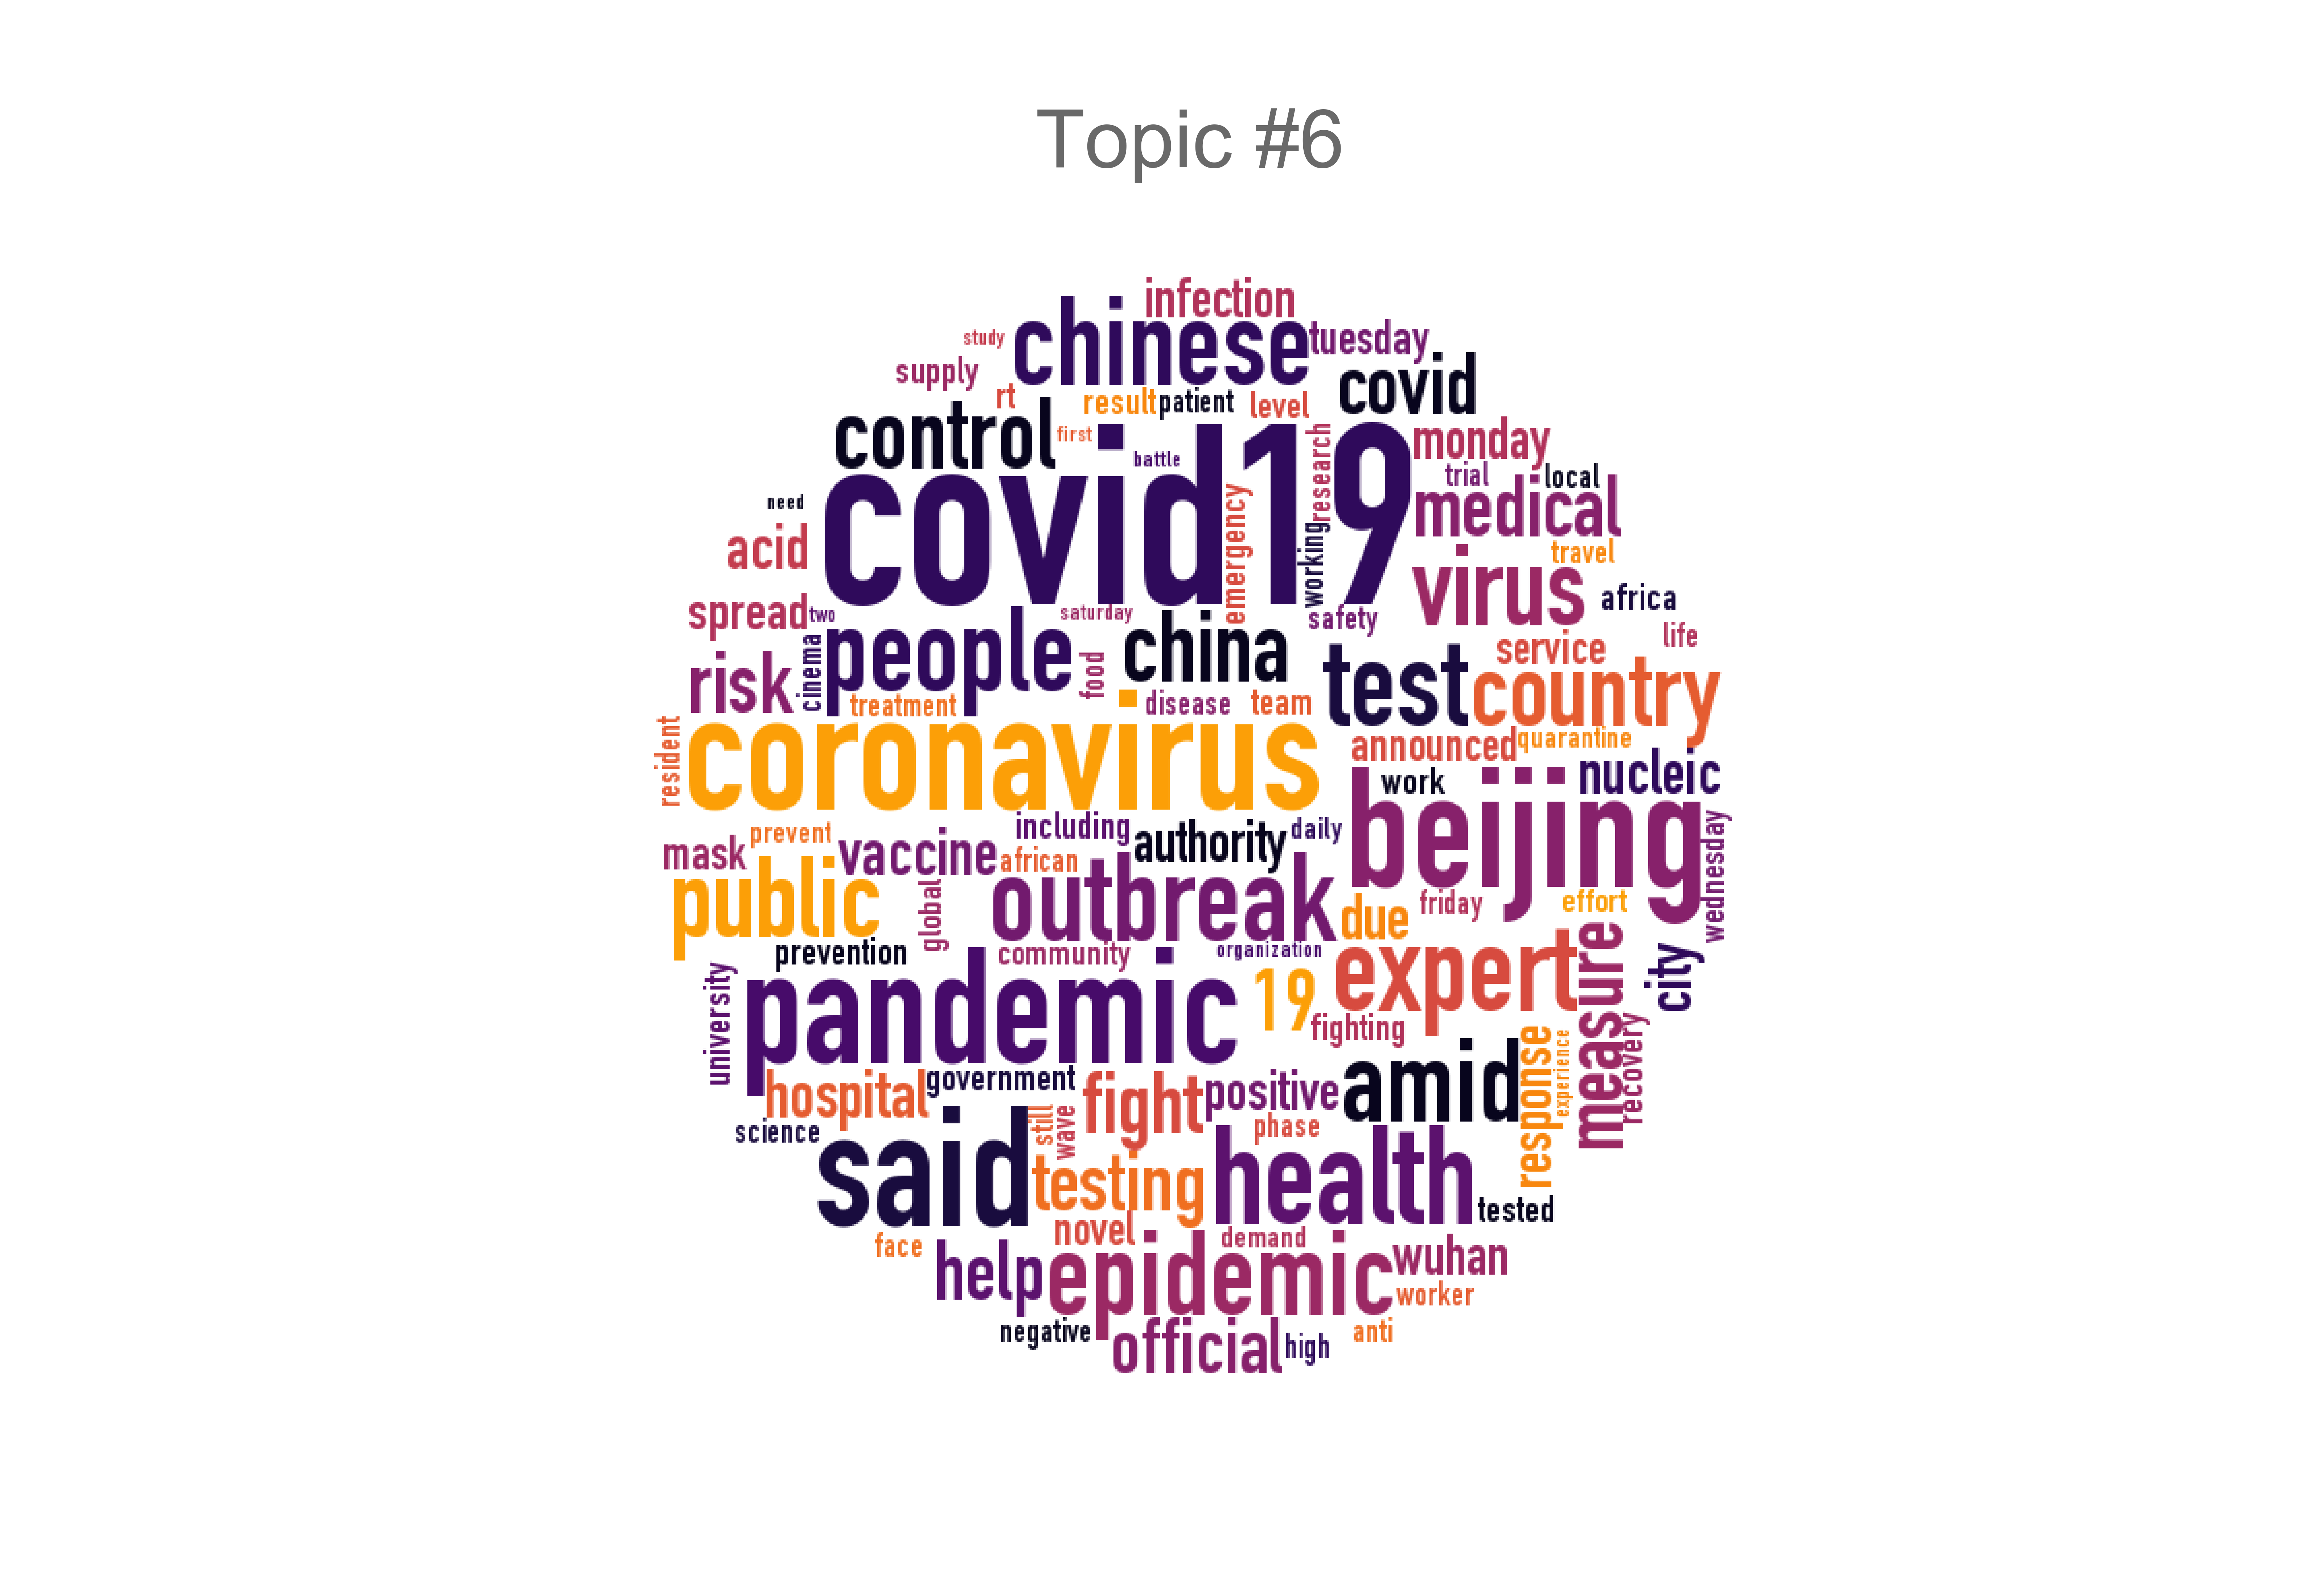 Topic #6
infection
chinese
tuesday
study
supply
covid
rt
result
patient
level
control
first
monday
covid19
battle
research
trial
local
need
medical
emergency
working
acid
travel
virus
africa
spread
two
saturday
safety
people
china
life
service
risk
cinema
food
test
country
treatment
disease
team
resident
coronavirus
announced
quarantine
work
nucleic
beijing
including
daily
prevent
mask
vaccine
authority
african
wednesday
public
global
outbreak
due
friday
effort
prevention
community
organization
expert
measure
city
university
pandemic
19
fighting
recovery
response
experience
hospital
government
fight
positive
amid
science
still
wave
phase
said
testing
health
tested
novel
demand
face
help
epidemic
wuhan
worker
negative
official
high
anti